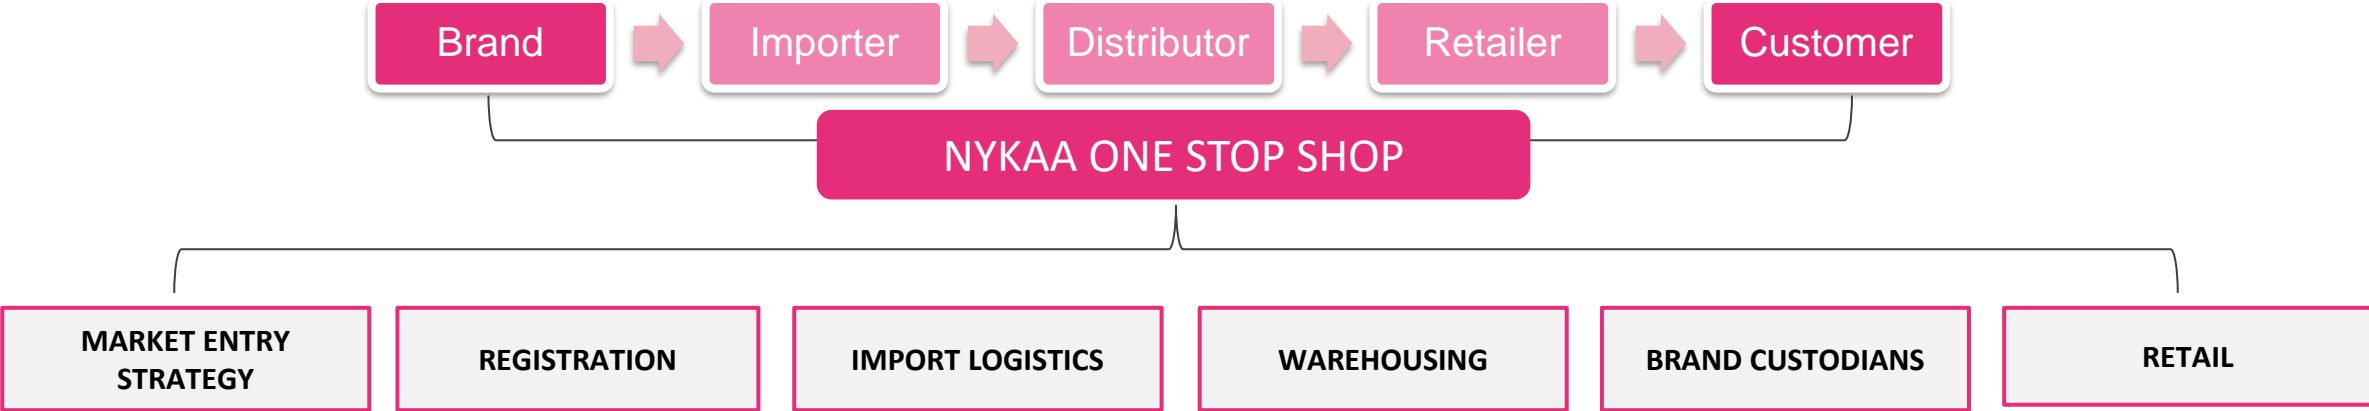 Brand
Importer
Distributor
Retailer
Customer
NYKAA ONE STOP SHOP
MARKET ENTRY
STRATEGY
REGISTRATION
IMPORT LOGISTICS
WAREHOUSING
BRAND CUSTODIANS
RETAIL